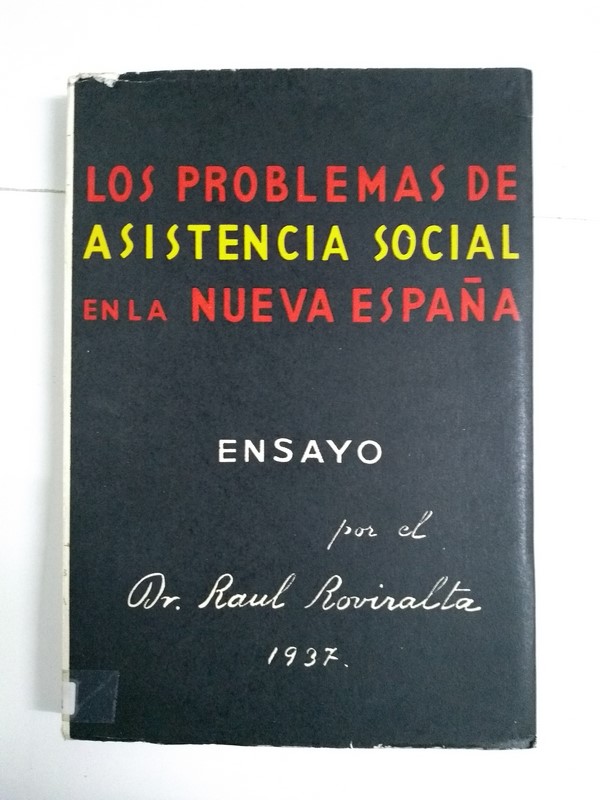 LOS PROBLEMAS DE
ASISTENCIA SOCIAL
EN LA NUEVA ESPAÑA
ENSAYO
por el
Dr. Raul Roviralta
1937.